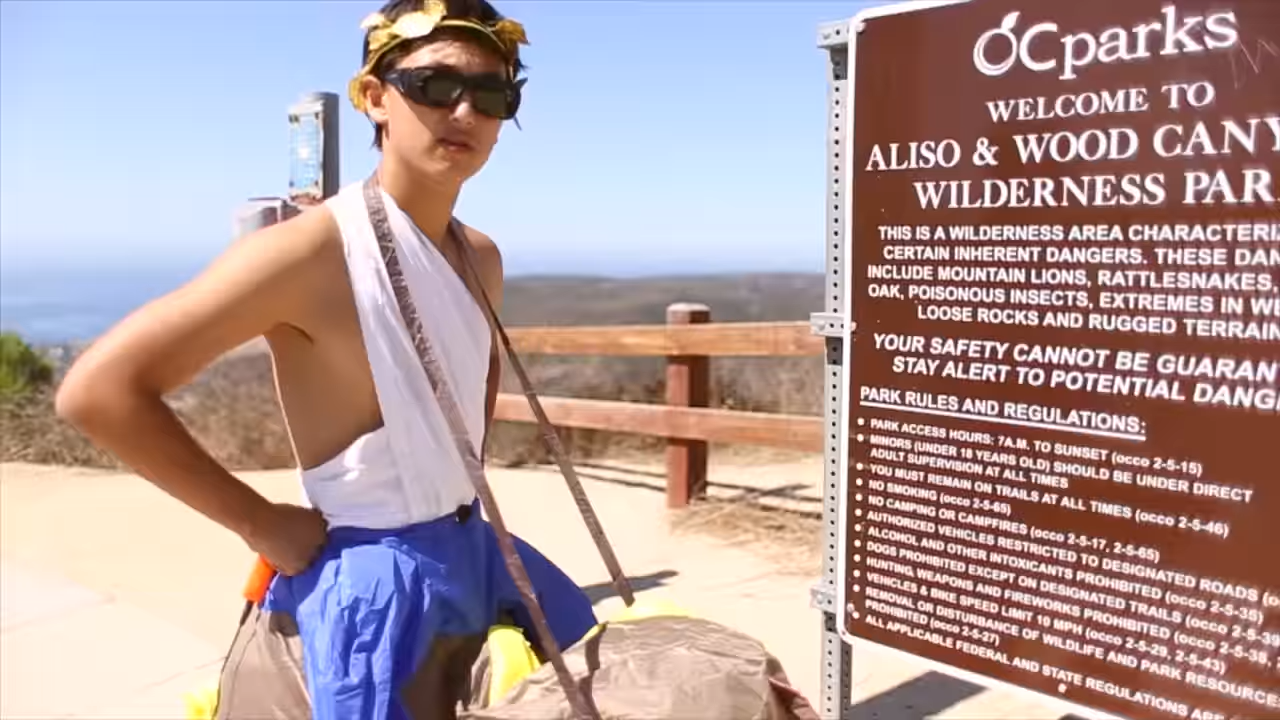 OCparks
WELCOME TO
ALISO & WOOD CANY
WILDERNESS PAR
THIS IS A WILDERNESS AREA CHARACTERIZ
CERTAIN INHERENT DANGERS. THESE DAN
INCLUDE MOUNTAIN LIONS, RATTLESNAKES,
OAK, POISONOUS INSECTS, EXTREMES IN WE
LOOSE ROCKS AND RUGGED TERRAIN
YOUR SAFETY CANNOT BE GUARAN
STAY ALERT TO POTENTIAL DANG
PARK RULES AND REGULATIONS:
• PARK ACCESS HOURS: 7A.M. TO SUNSET (occo 2-5-15)
• MINORS (UNDER 18 YEARS OLD) SHOULD BE UNDER DIRECT
ADULT SUPERVISION AT ALL TIMES
• YOU MUST REMAIN ON TRAILS AT ALL TIMES (occo 2-5-46)
• NO SMOKING (occo 2-5-65)
• NO CAMPING OR CAMPFIRES (occo 2-5-17, 2-5-65)
• AUTHORIZED VEHICLES RESTRICTED TO DESIGNATED ROADS
• ALCOHOL AND OTHER INTOXICANTS PROHIBITED (occo 2-5-35)
• DOGS PROHIBITED EXCEPT ON DESIGNATED TRAILS (occo 2-5-39
• HUNTING, WEAPONS AND FIREWORKS PROHIBITED (occo 2-5-38,
• VEHICLES & BIKE SPEED LIMIT 10 MPH (occo 2-5-29, 2-5-43)
• REMOVAL OR DISTURBANCE OF WILDLIFE AND PARK RESOURCE
PROHIBITED (occo 2-5-27)
• ALL APPLICABLE FEDERAL AND STATE REGULATIONS